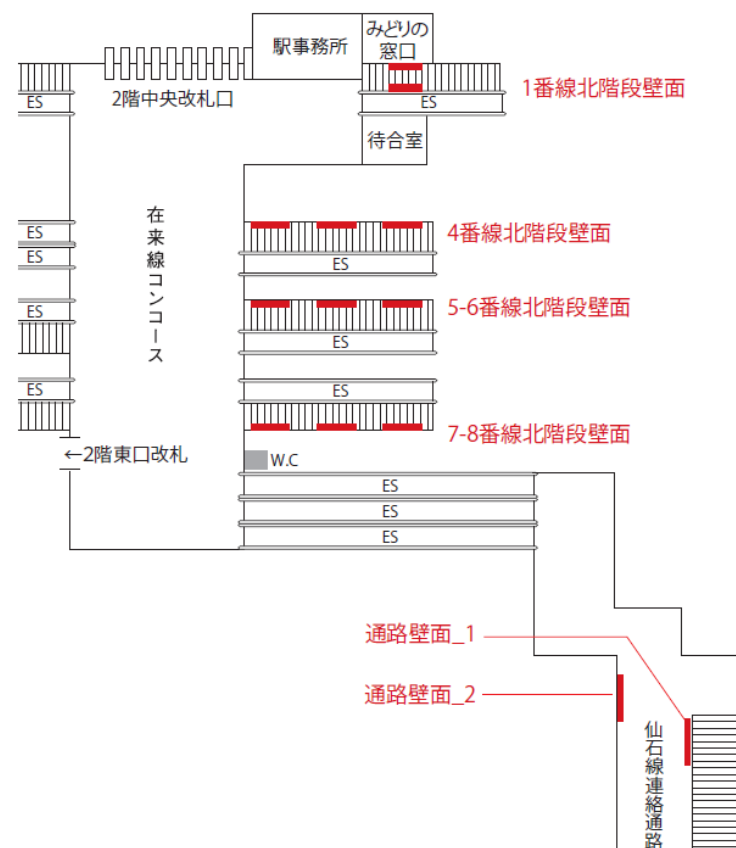 駅事務所
みどりの
窓口
2階中央改札口
ES
ES
1番線北階段壁面
待合室
在来線コンコース
ES
ES
4番線北階段壁面
ES
ES
5-6番線北階段壁面
ES
ES
ES
7-8番線北階段壁面
←2階東口改札
W.C
ES
ES
ES
通路壁面_1
通路壁面_2
仙石線連絡通路